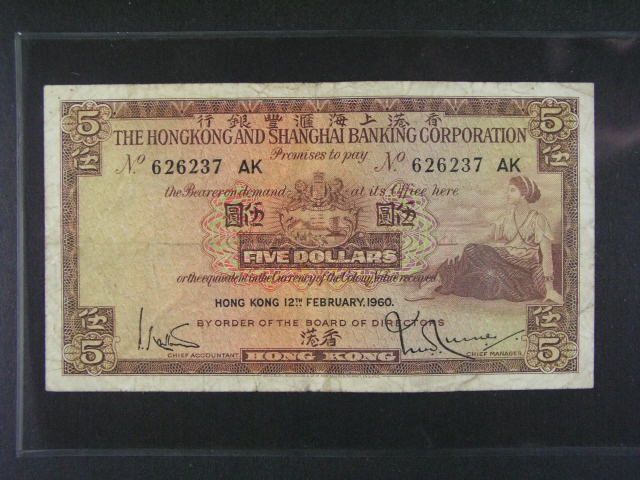 5 行銀豐滙海上港香 5
伍 THE HONGKONG AND SHANGHAI BANKING CORPORATION 伍
Promises to pay
Nº 626237 AK Nº 626237 AK
the Bearer on demand at its Office here
圓伍 圓伍
FIVE DOLLARS
or the equivalent in the Currency of the Colony Value received
HONG KONG 12TH FEBRUARY, 1960.
BY ORDER OF THE BOARD OF DIRECTORS
伍 港香 伍
CHIEF ACCOUNTANT CHIEF MANAGER
5 HONG KONG 5